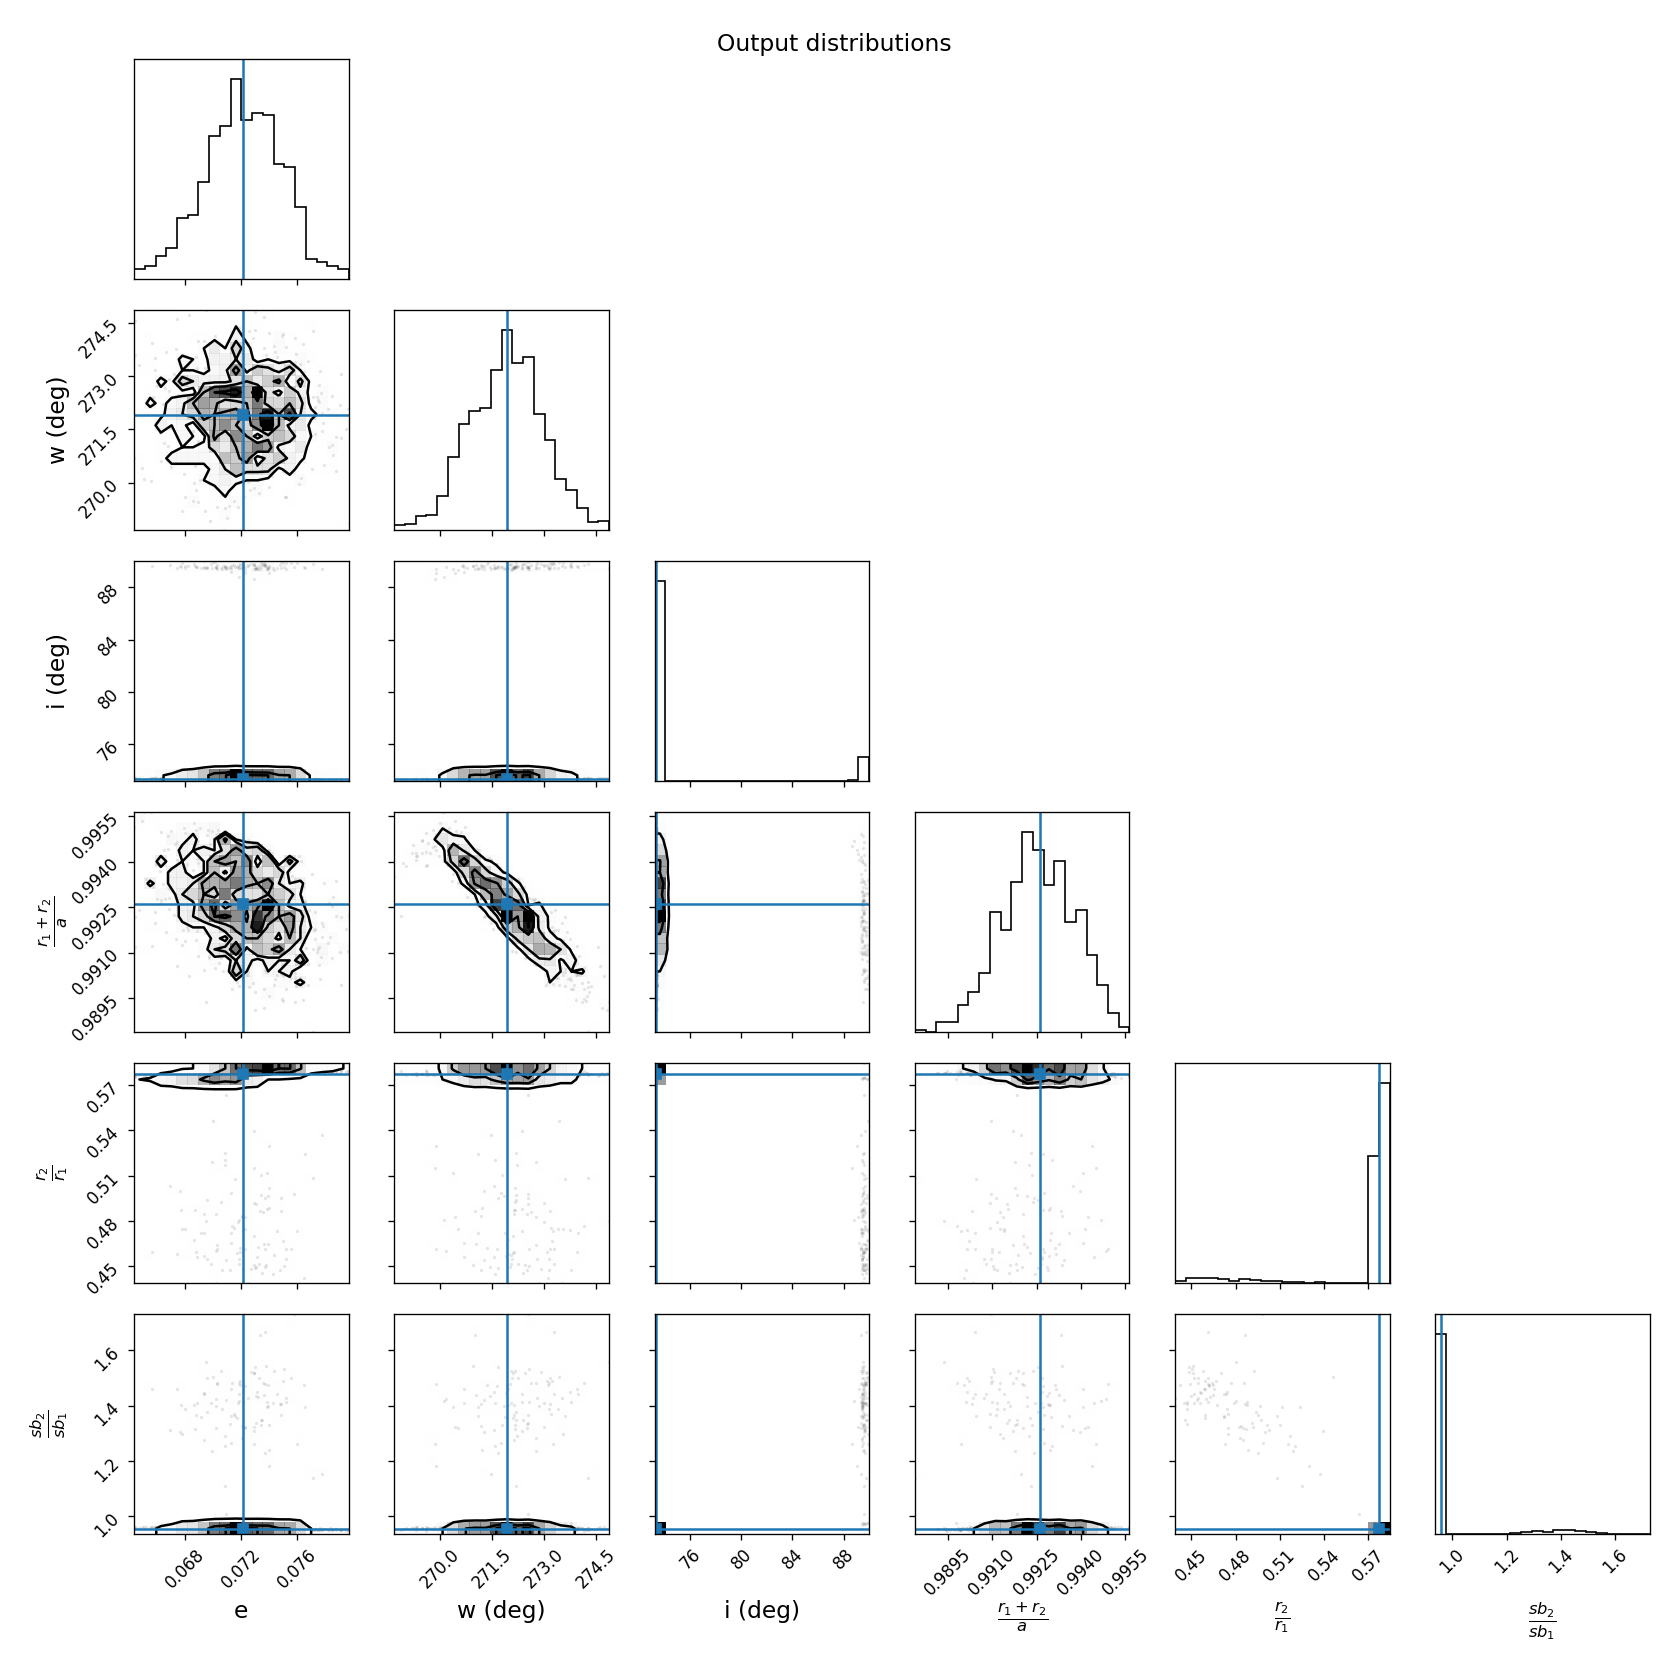 Output distributions
w (deg)
274.5
273.0
271.5
270.0
i (deg)
88
84
80
76
r₁ + r₂
a
0.9955
0.9940
0.9925
0.9910
0.9895
r₂
r₁
0.57
0.54
0.51
0.48
0.45
sb₂
sb₁
1.6
1.4
1.2
1.0
0.068 0.072 0.076
270.0 271.5 273.0 274.5
76 80 84 88
0.9895 0.9910 0.9925 0.9940 0.9955
0.45 0.48 0.51 0.54 0.57
1.0 1.2 1.4 1.6
e
w (deg)
i (deg)
r₁ + r₂
a
r₂
r₁
sb₂
sb₁